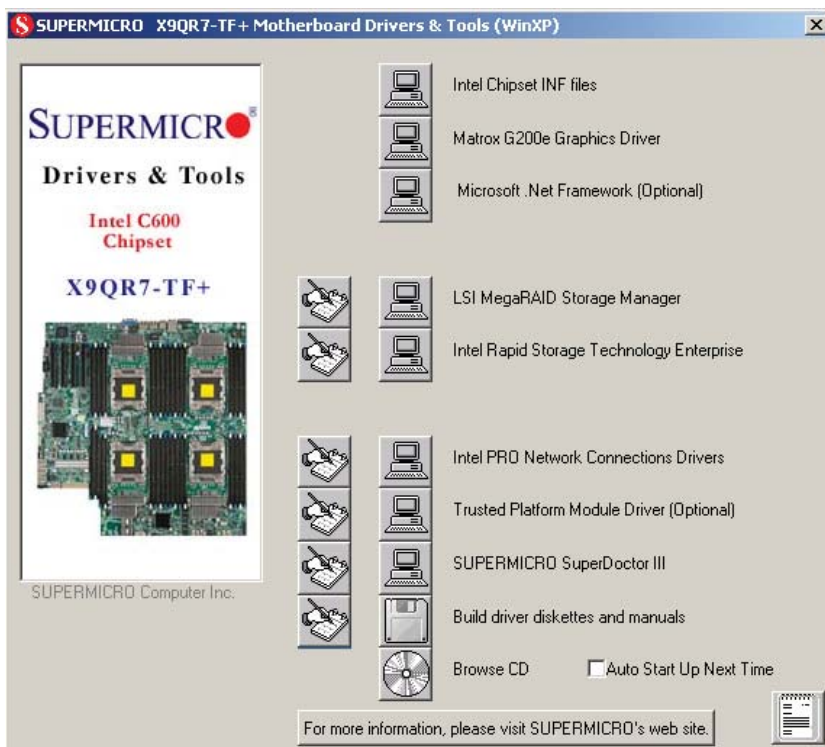 SUPERMICRO X9QR7-TF+ Motherboard Drivers & Tools (WinXP)
SUPERMICRO®
Drivers & Tools
Intel C600
Chipset
X9QR7-TF+
SUPERMICRO Computer Inc.
Intel Chipset INF files
Matrox G200e Graphics Driver
Microsoft .Net Framework (Optional)
LSI MegaRAID Storage Manager
Intel Rapid Storage Technology Enterprise
Intel PRO Network Connections Drivers
Trusted Platform Module Driver (Optional)
SUPERMICRO SuperDoctor III
Build driver diskettes and manuals
Browse CD
Auto Start Up Next Time
For more information, please visit SUPERMICRO's web site.